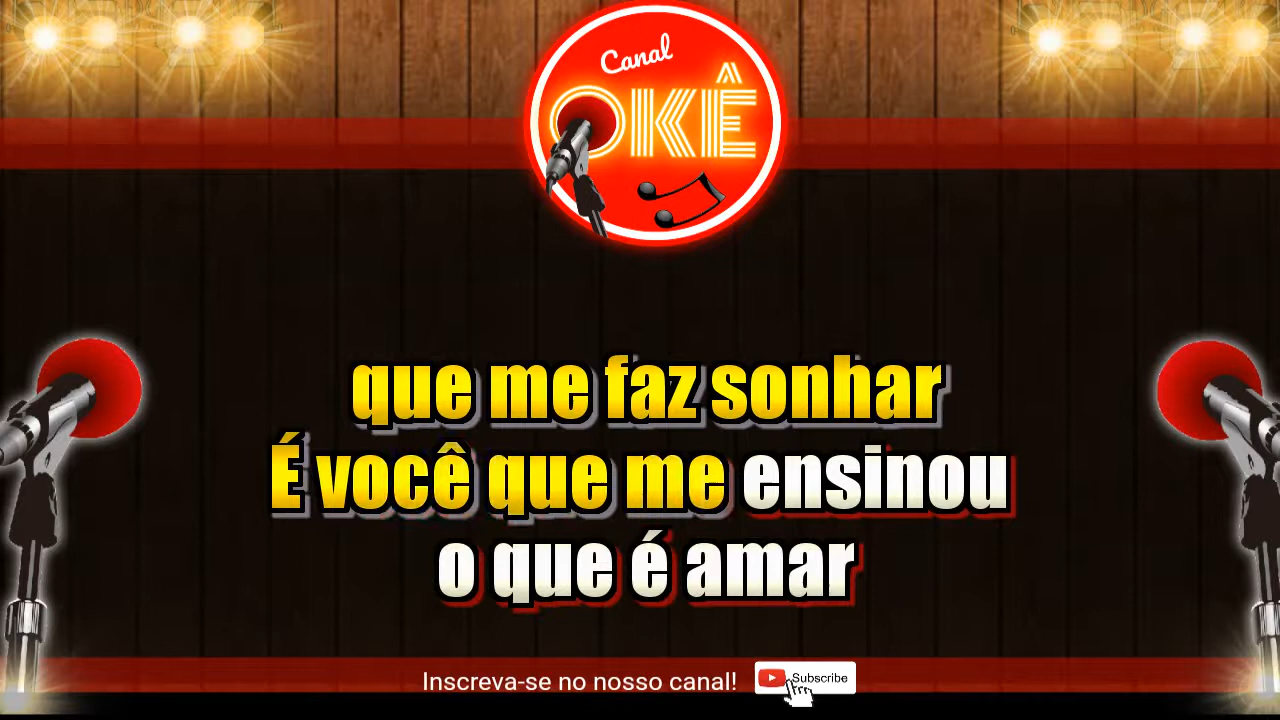 Canal
OKÊ
que me faz sonhar
É você que me ensinou
o que é amar
Inscreva-se no nosso canal! Subscribe